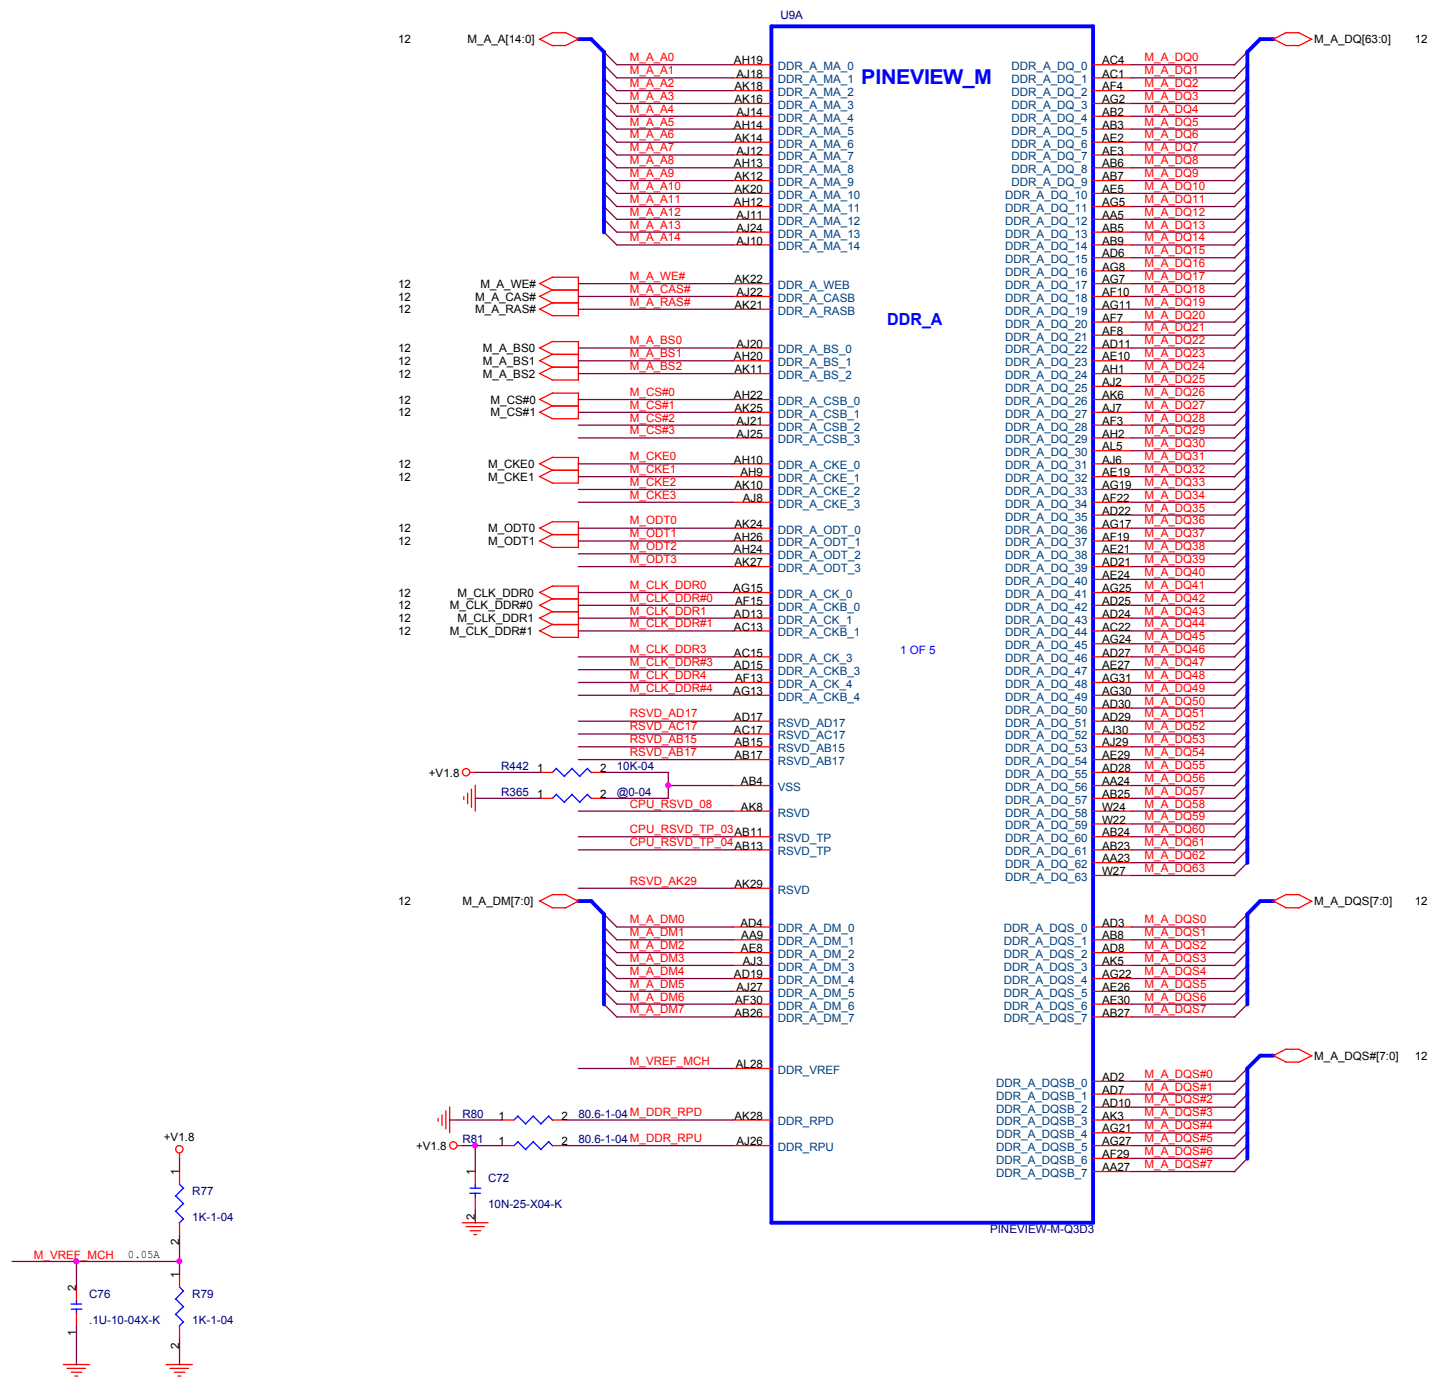 U9A
12 M_A_A[14:0]
M_A_A0 AH19 DDR_A_MA_0
M_A_A1 AJ18 DDR_A_MA_1
M_A_A2 AK18 DDR_A_MA_2
M_A_A3 AK16 DDR_A_MA_3
M_A_A4 AJ14 DDR_A_MA_4
M_A_A5 AH14 DDR_A_MA_5
M_A_A6 AK14 DDR_A_MA_6
M_A_A7 AJ12 DDR_A_MA_7
M_A_A8 AH13 DDR_A_MA_8
M_A_A9 AK12 DDR_A_MA_9
M_A_A10 AK20 DDR_A_MA_10
M_A_A11 AH12 DDR_A_MA_11
M_A_A12 AJ11 DDR_A_MA_12
M_A_A13 AJ24 DDR_A_MA_13
M_A_A14 AJ10 DDR_A_MA_14
12 M_A_WE# M_A_WE# AK22 DDR_A_WEB
12 M_A_CAS# M_A_CAS# AJ22 DDR_A_CASB
12 M_A_RAS# M_A_RAS# AK21 DDR_A_RASB
12 M_A_BS0 M_A_BS0 AJ20 DDR_A_BS_0
12 M_A_BS1 M_A_BS1 AH20 DDR_A_BS_1
12 M_A_BS2 M_A_BS2 AK11 DDR_A_BS_2
12 M_CS#0 M_CS#0 AH22 DDR_A_CSB_0
12 M_CS#1 M_CS#1 AK25 DDR_A_CSB_1
M_CS#2 AJ21 DDR_A_CSB_2
M_CS#3 AJ25 DDR_A_CSB_3
12 M_CKE0 M_CKE0 AH10 DDR_A_CKE_0
12 M_CKE1 M_CKE1 AH9 DDR_A_CKE_1
M_CKE2 AK10 DDR_A_CKE_2
M_CKE3 AJ8 DDR_A_CKE_3
12 M_ODT0 M_ODT0 AK24 DDR_A_ODT_0
12 M_ODT1 M_ODT1 AH26 DDR_A_ODT_1
M_ODT2 AH24 DDR_A_ODT_2
M_ODT3 AK27 DDR_A_ODT_3
12 M_CLK_DDR0 M_CLK_DDR0 AG15 DDR_A_CK_0
12 M_CLK_DDR#0 M_CLK_DDR#0 AF15 DDR_A_CKB_0
12 M_CLK_DDR1 M_CLK_DDR1 AD13 DDR_A_CK_1
12 M_CLK_DDR#1 M_CLK_DDR#1 AC13 DDR_A_CKB_1
M_CLK_DDR3 AC15 DDR_A_CK_3
M_CLK_DDR#3 AD15 DDR_A_CKB_3
M_CLK_DDR4 AF13 DDR_A_CK_4
M_CLK_DDR#4 AG13 DDR_A_CKB_4
RSVD_AD17 AD17 RSVD_AD17
RSVD_AC17 AC17 RSVD_AC17
RSVD_AB15 AB15 RSVD_AB15
RSVD_AB17 AB17 RSVD_AB17
+V1.8 R442 1 2 10K-04
AB4 VSS
R365 1 2 @0-04
CPU_RSVD_08 AK8 RSVD
CPU_RSVD_TP_03 AB11 RSVD_TP
CPU_RSVD_TP_04 AB13 RSVD_TP
RSVD_AK29 AK29 RSVD
12 M_A_DM[7:0]
M_A_DM0 AD4 DDR_A_DM_0
M_A_DM1 AA9 DDR_A_DM_1
M_A_DM2 AE8 DDR_A_DM_2
M_A_DM3 AJ3 DDR_A_DM_3
M_A_DM4 AD19 DDR_A_DM_4
M_A_DM5 AJ27 DDR_A_DM_5
M_A_DM6 AF30 DDR_A_DM_6
M_A_DM7 AB26 DDR_A_DM_7
M_VREF_MCH AL28 DDR_VREF
R80 1 2 80.6-1-04 M_DDR_RPD AK28 DDR_RPD
+V1.8 R81 1 2 80.6-1-04 M_DDR_RPU AJ26 DDR_RPU
1
C72
10N-25-X04-K
2
PINEVIEW_M
DDR_A
1 OF 5
M_A_DQ[63:0] 12
DDR_A_DQ_0 AC4 M_A_DQ0
DDR_A_DQ_1 AC1 M_A_DQ1
DDR_A_DQ_2 AF4 M_A_DQ2
DDR_A_DQ_3 AG2 M_A_DQ3
DDR_A_DQ_4 AB2 M_A_DQ4
DDR_A_DQ_5 AB3 M_A_DQ5
DDR_A_DQ_6 AE2 M_A_DQ6
DDR_A_DQ_7 AE3 M_A_DQ7
DDR_A_DQ_8 AB6 M_A_DQ8
DDR_A_DQ_9 AB7 M_A_DQ9
DDR_A_DQ_10 AE5 M_A_DQ10
DDR_A_DQ_11 AG5 M_A_DQ11
DDR_A_DQ_12 AA5 M_A_DQ12
DDR_A_DQ_13 AB5 M_A_DQ13
DDR_A_DQ_14 AB9 M_A_DQ14
DDR_A_DQ_15 AD6 M_A_DQ15
DDR_A_DQ_16 AG8 M_A_DQ16
DDR_A_DQ_17 AG7 M_A_DQ17
DDR_A_DQ_18 AF10 M_A_DQ18
DDR_A_DQ_19 AG11 M_A_DQ19
DDR_A_DQ_20 AF7 M_A_DQ20
DDR_A_DQ_21 AF8 M_A_DQ21
DDR_A_DQ_22 AD11 M_A_DQ22
DDR_A_DQ_23 AE10 M_A_DQ23
DDR_A_DQ_24 AH1 M_A_DQ24
DDR_A_DQ_25 AJ2 M_A_DQ25
DDR_A_DQ_26 AK6 M_A_DQ26
DDR_A_DQ_27 AJ7 M_A_DQ27
DDR_A_DQ_28 AF3 M_A_DQ28
DDR_A_DQ_29 AH2 M_A_DQ29
DDR_A_DQ_30 AL5 M_A_DQ30
DDR_A_DQ_31 AJ6 M_A_DQ31
DDR_A_DQ_32 AE19 M_A_DQ32
DDR_A_DQ_33 AG19 M_A_DQ33
DDR_A_DQ_34 AF22 M_A_DQ34
DDR_A_DQ_35 AD22 M_A_DQ35
DDR_A_DQ_36 AG17 M_A_DQ36
DDR_A_DQ_37 AF19 M_A_DQ37
DDR_A_DQ_38 AE21 M_A_DQ38
DDR_A_DQ_39 AD21 M_A_DQ39
DDR_A_DQ_40 AE24 M_A_DQ40
DDR_A_DQ_41 AG25 M_A_DQ41
DDR_A_DQ_42 AD25 M_A_DQ42
DDR_A_DQ_43 AD24 M_A_DQ43
DDR_A_DQ_44 AC22 M_A_DQ44
DDR_A_DQ_45 AG24 M_A_DQ45
DDR_A_DQ_46 AD27 M_A_DQ46
DDR_A_DQ_47 AE27 M_A_DQ47
DDR_A_DQ_48 AG31 M_A_DQ48
DDR_A_DQ_49 AG30 M_A_DQ49
DDR_A_DQ_50 AD30 M_A_DQ50
DDR_A_DQ_51 AD29 M_A_DQ51
DDR_A_DQ_52 AJ30 M_A_DQ52
DDR_A_DQ_53 AJ29 M_A_DQ53
DDR_A_DQ_54 AE29 M_A_DQ54
DDR_A_DQ_55 AD28 M_A_DQ55
DDR_A_DQ_56 AA24 M_A_DQ56
DDR_A_DQ_57 AB25 M_A_DQ57
DDR_A_DQ_58 W24 M_A_DQ58
DDR_A_DQ_59 W22 M_A_DQ59
DDR_A_DQ_60 AB24 M_A_DQ60
DDR_A_DQ_61 AB23 M_A_DQ61
DDR_A_DQ_62 AA23 M_A_DQ62
DDR_A_DQ_63 W27 M_A_DQ63
M_A_DQS[7:0] 12
DDR_A_DQS_0 AD3 M_A_DQS0
DDR_A_DQS_1 AB8 M_A_DQS1
DDR_A_DQS_2 AD8 M_A_DQS2
DDR_A_DQS_3 AK5 M_A_DQS3
DDR_A_DQS_4 AG22 M_A_DQS4
DDR_A_DQS_5 AE26 M_A_DQS5
DDR_A_DQS_6 AE30 M_A_DQS6
DDR_A_DQS_7 AB27 M_A_DQS7
M_A_DQS#[7:0] 12
DDR_A_DQSB_0 AD2 M_A_DQS#0
DDR_A_DQSB_1 AD7 M_A_DQS#1
DDR_A_DQSB_2 AD10 M_A_DQS#2
DDR_A_DQSB_3 AK3 M_A_DQS#3
DDR_A_DQSB_4 AG21 M_A_DQS#4
DDR_A_DQSB_5 AG27 M_A_DQS#5
DDR_A_DQSB_6 AF29 M_A_DQS#6
DDR_A_DQSB_7 AA27 M_A_DQS#7
PINEVIEW-M-Q3D3
+V1.8
1
R77
1K-1-04
2
M_VREF_MCH 0.05A
2 1
C76 R79
.1U-10-04X-K 1K-1-04
1 2